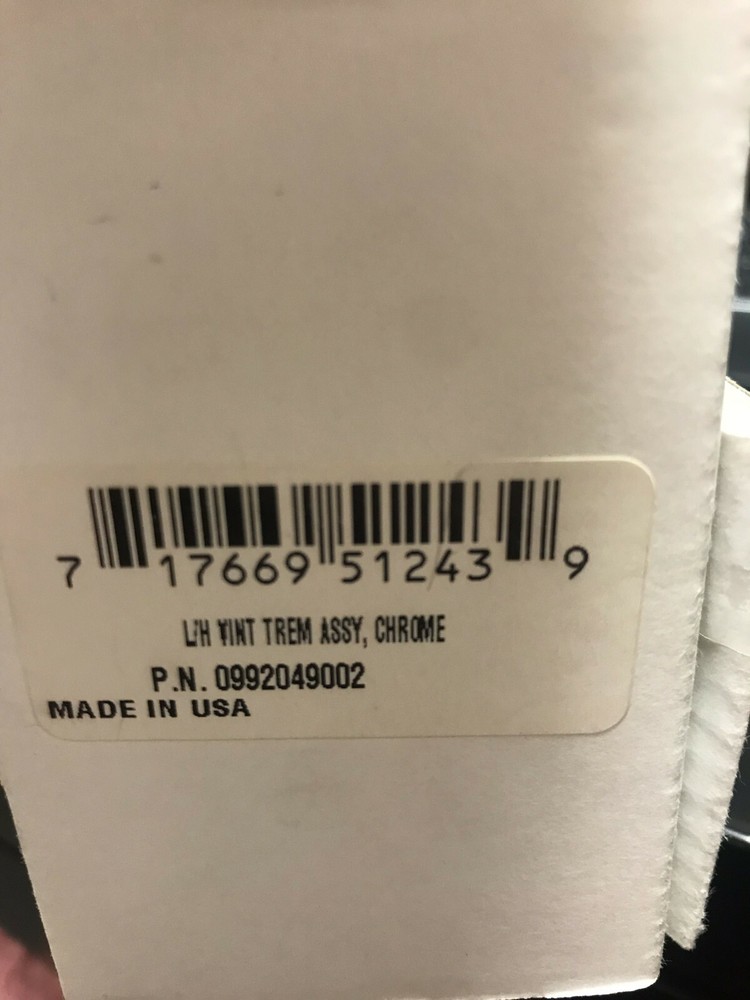 7 17669 51243 9
L/H VINT TREM ASSY, CHROME
P.N. 0992049002
MADE IN USA